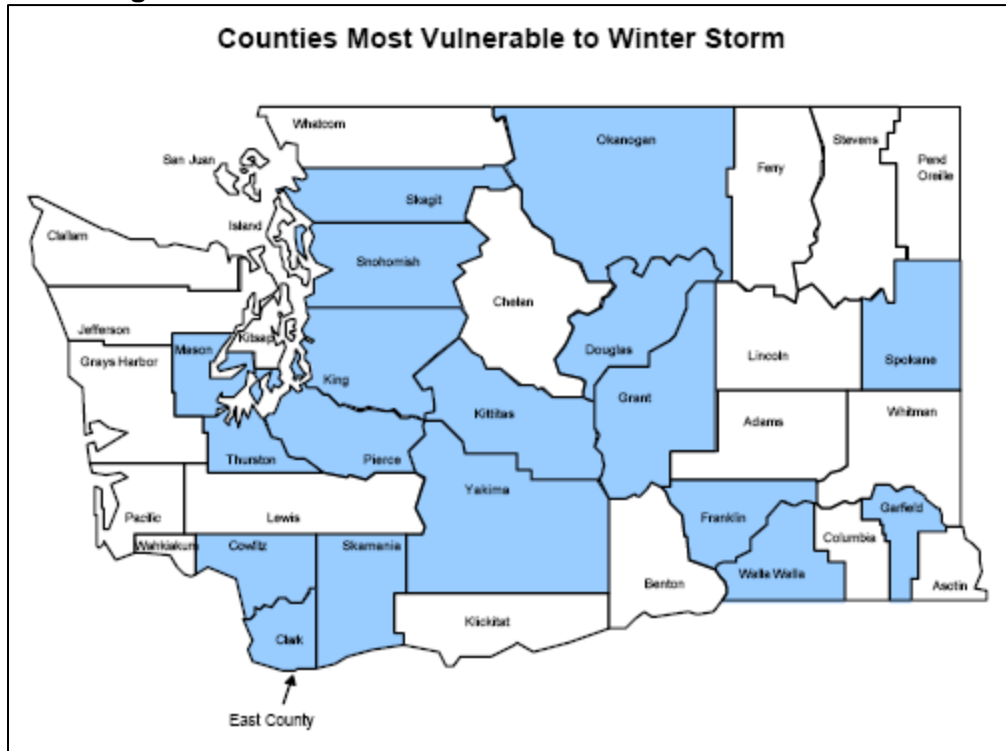 Counties Most Vulnerable to Winter Storm
Whatcom
Okanogan
San Juan
Ferry
Stevens
Pend
Oreille
Skagit
Island
Clallam
Snohomish
Chelan
Jefferson
Kitsap
Mason
Grays Harbor
King
Douglas
Lincoln
Spokane
Grant
Kittitas
Adams
Whitman
Thurston
Pierce
Yakima
Pacific
Lewis
Franklin
Garfield
Wahkiakum
Cowlitz
Skamania
Columbia
Walla Walla
Benton
Asotin
Klickitat
Clark
East County